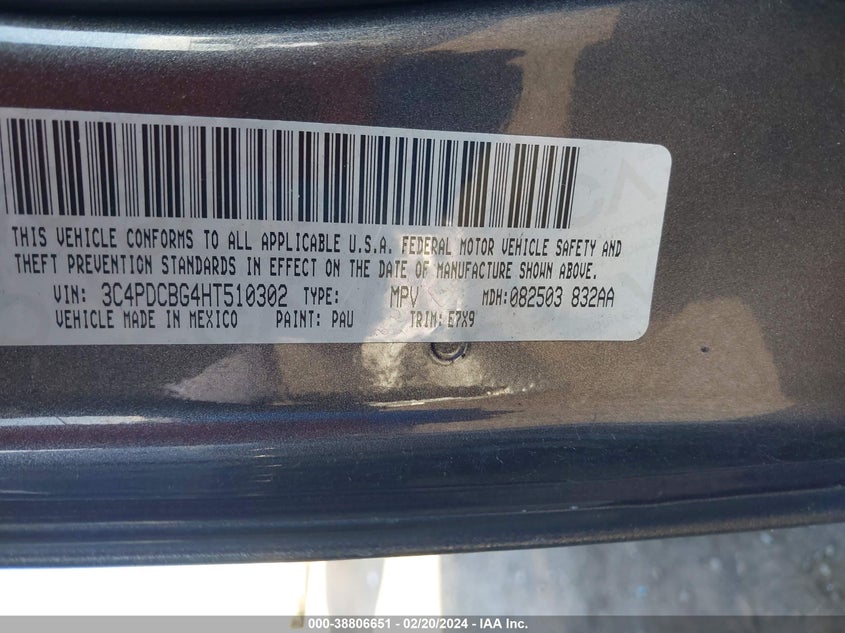 THIS VEHICLE CONFORMS TO ALL APPLICABLE U.S.A. FEDERAL MOTOR VEHICLE SAFETY AND
THEFT PREVENTION STANDARDS IN EFFECT ON THE DATE OF MANUFACTURE SHOWN ABOVE.
VIN: 3C4PDCBG4HT510302 TYPE: MPV MDH:082503 832AA
VEHICLE MADE IN MEXICO PAINT: PAU TRIM: E7X9
000-38806651 - 02/20/2024 - IAA Inc.